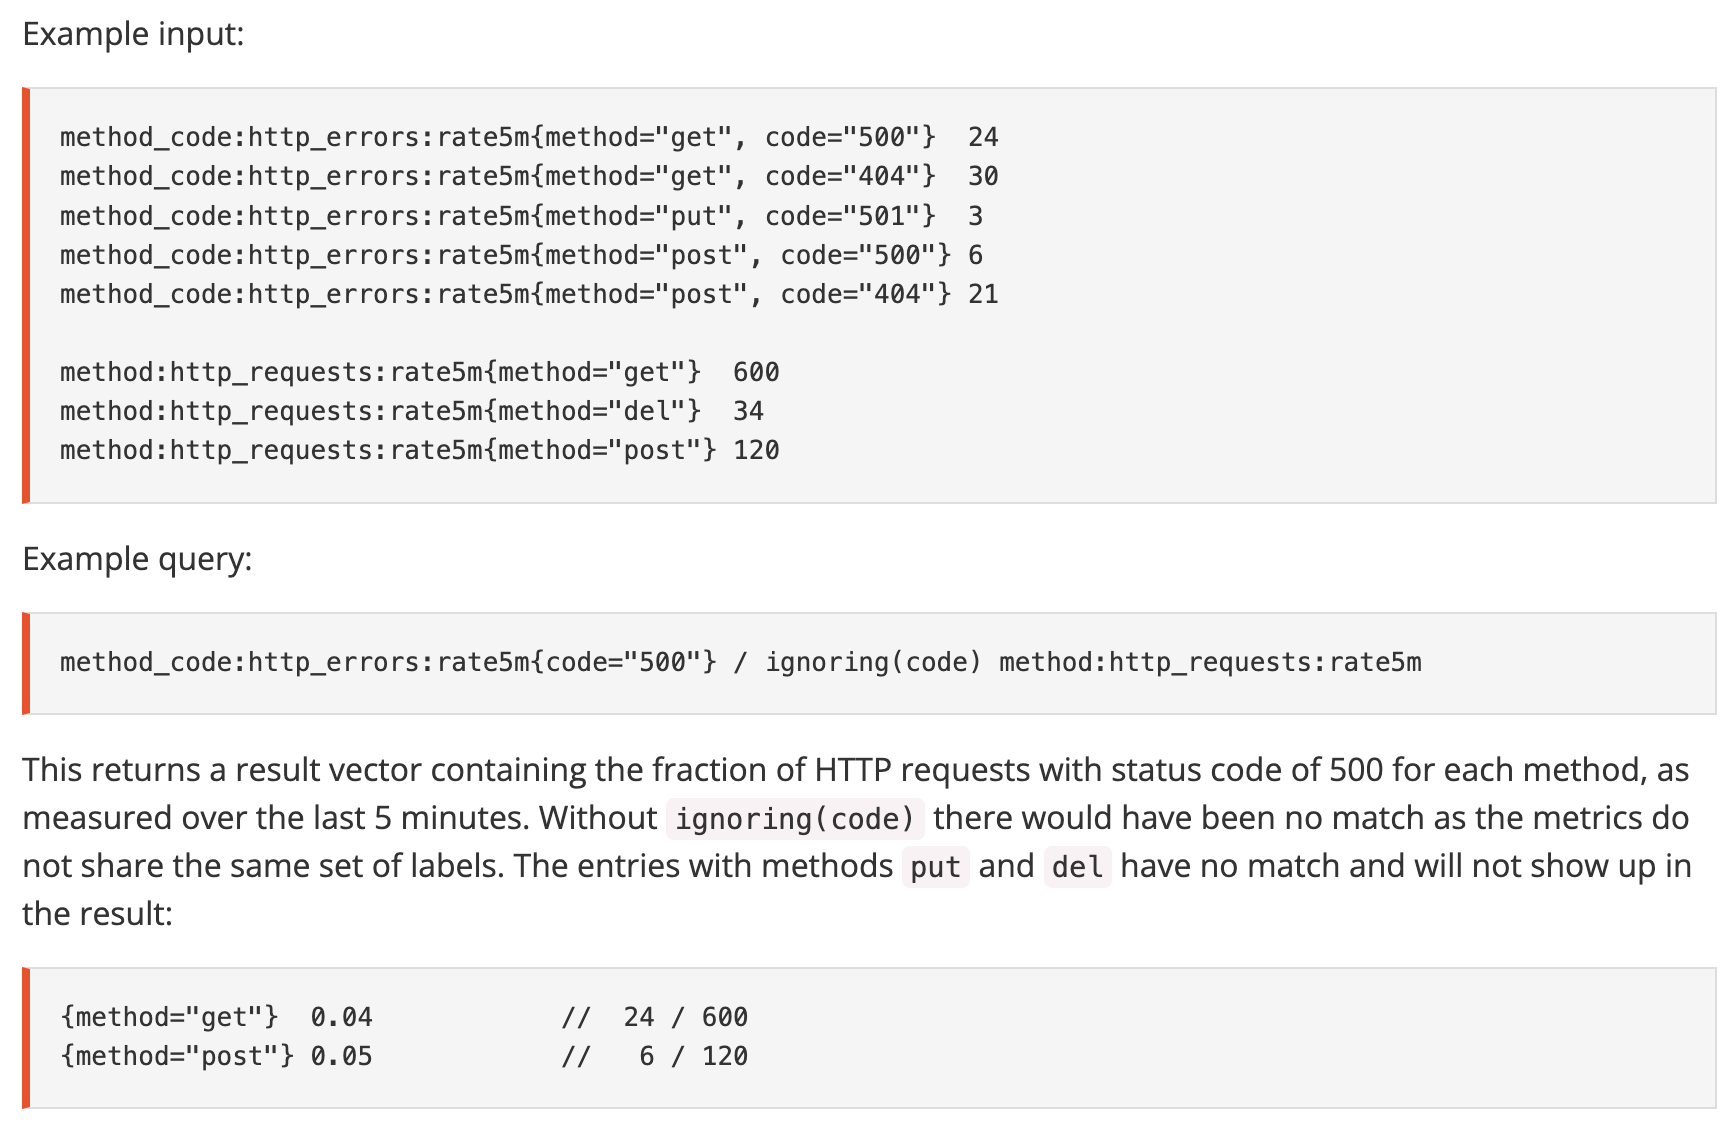 Example input:
method_code:http_errors:rate5m{method="get", code="500"}  24
method_code:http_errors:rate5m{method="get", code="404"}  30
method_code:http_errors:rate5m{method="put", code="501"}  3
method_code:http_errors:rate5m{method="post", code="500"} 6
method_code:http_errors:rate5m{method="post", code="404"} 21
method:http_requests:rate5m{method="get"}  600
method:http_requests:rate5m{method="del"}  34
method:http_requests:rate5m{method="post"} 120
Example query:
method_code:http_errors:rate5m{code="500"} / ignoring(code) method:http_requests:rate5m
This returns a result vector containing the fraction of HTTP requests with status code of 500 for each method, as
measured over the last 5 minutes. Without ignoring(code) there would have been no match as the metrics do
not share the same set of labels. The entries with methods put and del have no match and will not show up in
the result:
{method="get"}  0.04            //  24 / 600
{method="post"} 0.05            //   6 / 120